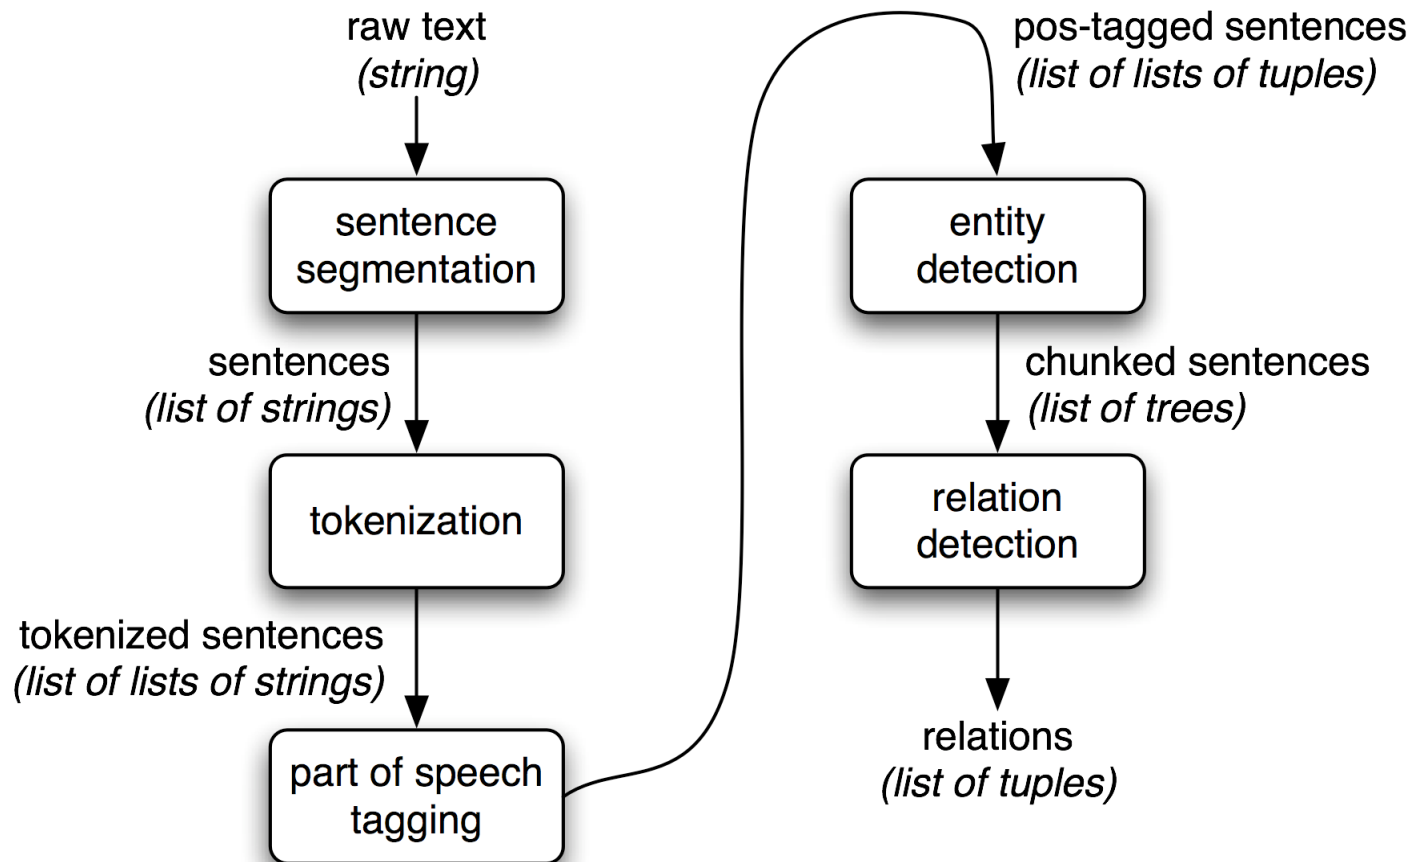 raw text
(string)
sentence
segmentation
sentences
(list of strings)
tokenization
tokenized sentences
(list of lists of strings)
part of speech
tagging
pos-tagged sentences
(list of lists of tuples)
entity
detection
chunked sentences
(list of trees)
relation
detection
relations
(list of tuples)